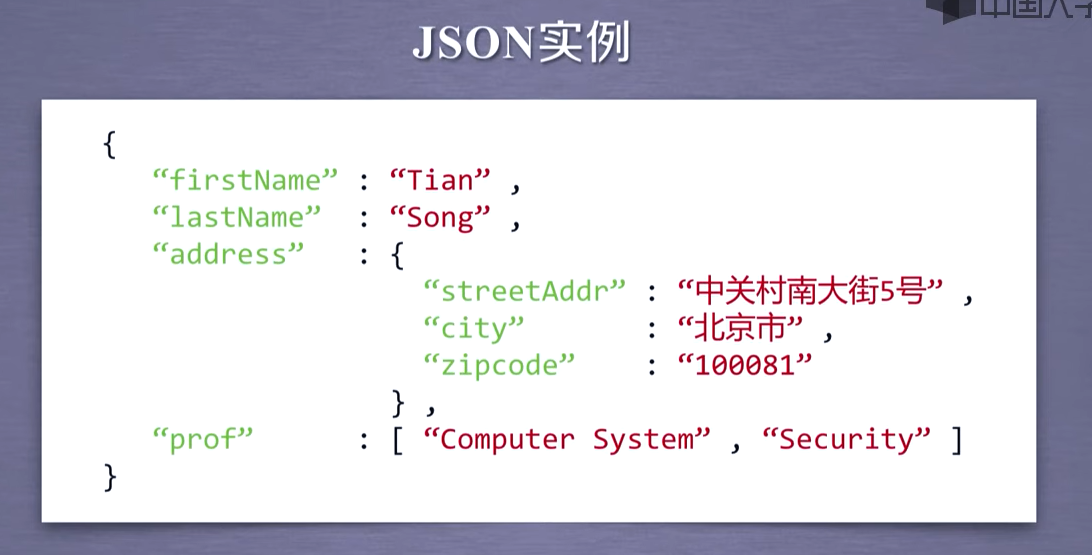 中国大学
JSON实例
{
“firstName” : “Tian” ,
“lastName” : “Song” ,
“address” : {
“streetAddr” : “中关村南大街5号” ,
“city” : “北京市” ,
“zipcode” : “100081”
} ,
“prof” : [ “Computer System” , “Security” ]
}